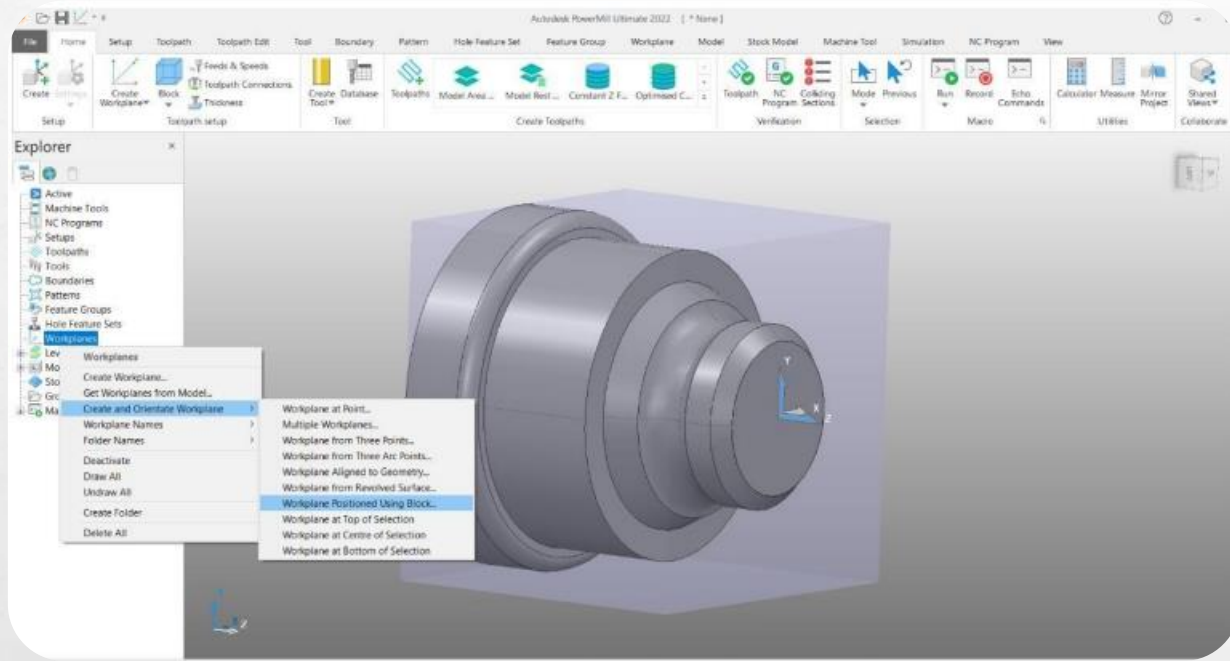 Autodesk PowerMill Ultimate 2022 [ * None ]
File Home Setup Toolpath Toolpath Edit Tool Boundary Pattern Hole Feature Set Feature Group Workplane Model Stock Model Machine Tool Simulation NC Program View
Create
Settings
Setup
Create Workplane
Block
Feeds & Speeds
Toolpath Connections
Thickness
Toolpath setup
Create Tool
Database
Tool
Toolpaths
Model Area ...
Model Rest ...
Constant Z F...
Optimised C...
Create Toolpaths
Toolpath
NC Program
Colliding Sections
Verification
Mode
Previous
Selection
Run
Record
Echo Commands
Macro
Calculator
Measure
Mirror Project
Utilities
Shared Views
Collaborate
Explorer
Active
Machine Tools
NC Programs
Setups
Toolpaths
Tools
Boundaries
Patterns
Feature Groups
Hole Feature Sets
Workplanes
Lev
Mo
Sto
Gro
Ma
Workplanes
Create Workplane...
Get Workplanes from Model...
Create and Orientate Workplane
Workplane Names
Folder Names
Deactivate
Draw All
Undraw All
Create Folder
Delete All
Workplane at Point...
Multiple Workplanes...
Workplane from Three Points...
Workplane from Three Arc Points...
Workplane Aligned to Geometry...
Workplane from Revolved Surface...
Workplane Positioned Using Block...
Workplane at Top of Selection
Workplane at Centre of Selection
Workplane at Bottom of Selection
Y
X
Z
Z